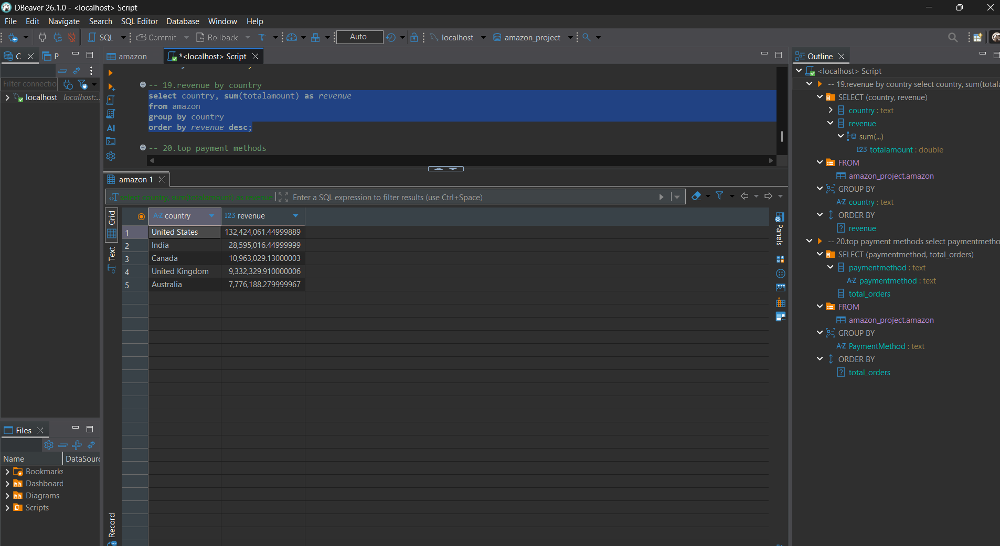 DBeaver 26.1.0 - <localhost> Script
File Edit Navigate Search SQL Editor Database Window Help
SQL Commit Rollback T Auto localhost amazon_project
C P
Filter connectio
localhost localhost:...
amazon *<localhost> Script
-- 19.revenue by country
select country, sum(totalamount) as revenue
from amazon
group by country
order by revenue desc;
-- 20.top payment methods
AI
amazon 1
select country, sum(totalamount) as revenue Enter a SQL expression to filter results (use Ctrl+Space)
Grid
Text
Record
A-Z country 123 revenue
1 United States 132,424,061.44999889
2 India 28,595,016.44999999
3 Canada 10,963,029.13000003
4 United Kingdom 9,332,329.910000006
5 Australia 7,776,188.279999967
Panels
Files
Name DataSourc
Bookmarks
Dashboard
Diagrams
Scripts
Outline
<localhost> Script
-- 19.revenue by country select country, sum(total
SELECT (country, revenue)
country : text
revenue
sum(...)
123 totalamount : double
FROM
amazon_project.amazon
GROUP BY
A-Z country : text
ORDER BY
? revenue
-- 20.top payment methods select paymentmetho
SELECT (paymentmethod, total_orders)
paymentmethod : text
A-Z paymentmethod : text
total_orders
FROM
amazon_project.amazon
GROUP BY
A-Z PaymentMethod : text
ORDER BY
? total_orders